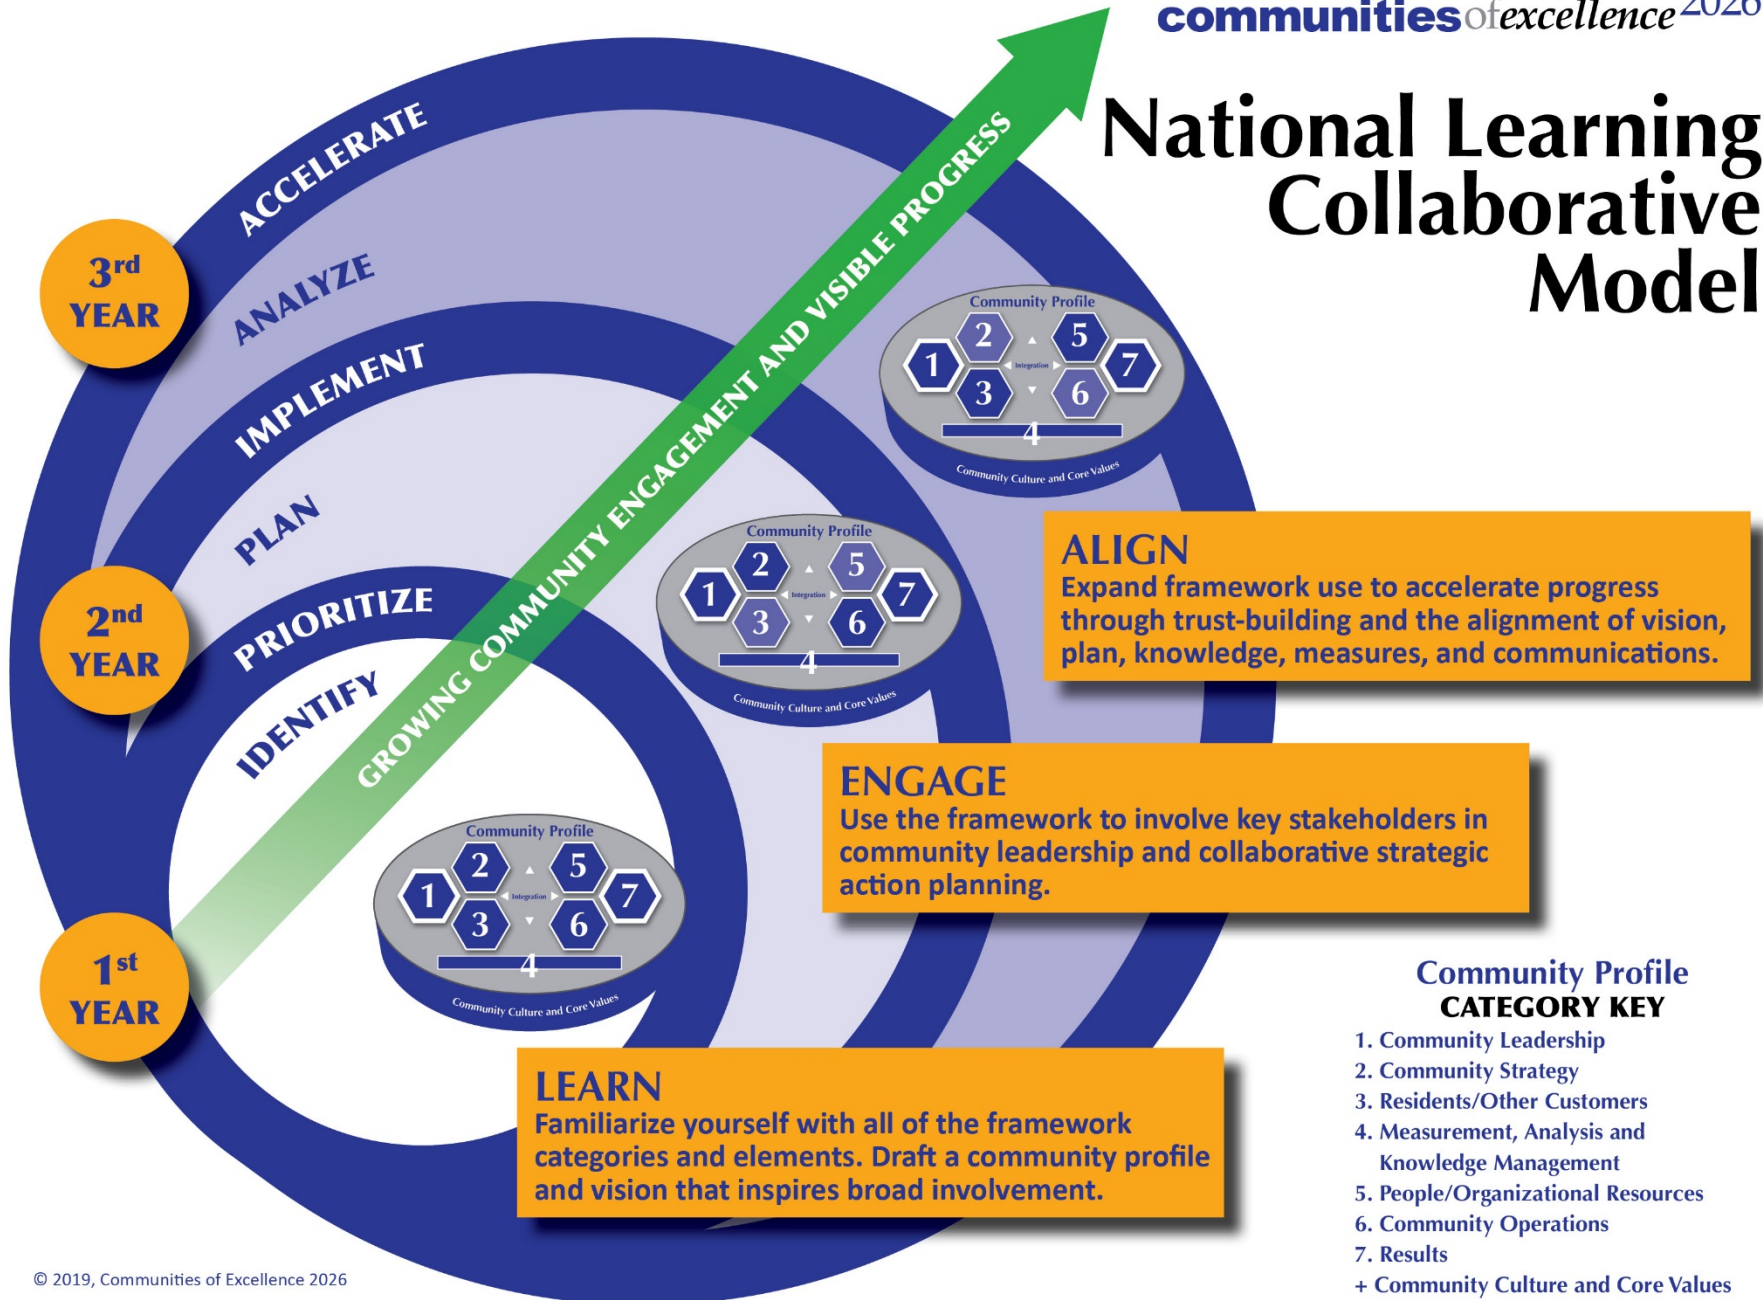 communities of excellence 2026
National Learning
Collaborative
Model
ACCELERATE
ANALYZE
IMPLEMENT
PLAN
PRIORITIZE
IDENTIFY
3rd
YEAR
2nd
YEAR
1st
YEAR
GROWING COMMUNITY ENGAGEMENT AND VISIBLE PROGRESS
Community Profile
2
5
1
Integration
7
3
6
4
Community Culture and Core Values
Community Profile
2
5
1
Integration
7
3
6
4
Community Culture and Core Values
Community Profile
2
5
1
Integration
7
3
6
4
Community Culture and Core Values
ALIGN
Expand framework use to accelerate progress
through trust-building and the alignment of vision,
plan, knowledge, measures, and communications.
ENGAGE
Use the framework to involve key stakeholders in
community leadership and collaborative strategic
action planning.
LEARN
Familiarize yourself with all of the framework
categories and elements. Draft a community profile
and vision that inspires broad involvement.
Community Profile
CATEGORY KEY
1. Community Leadership
2. Community Strategy
3. Residents/Other Customers
4. Measurement, Analysis and
Knowledge Management
5. People/Organizational Resources
6. Community Operations
7. Results
+ Community Culture and Core Values
© 2019, Communities of Excellence 2026